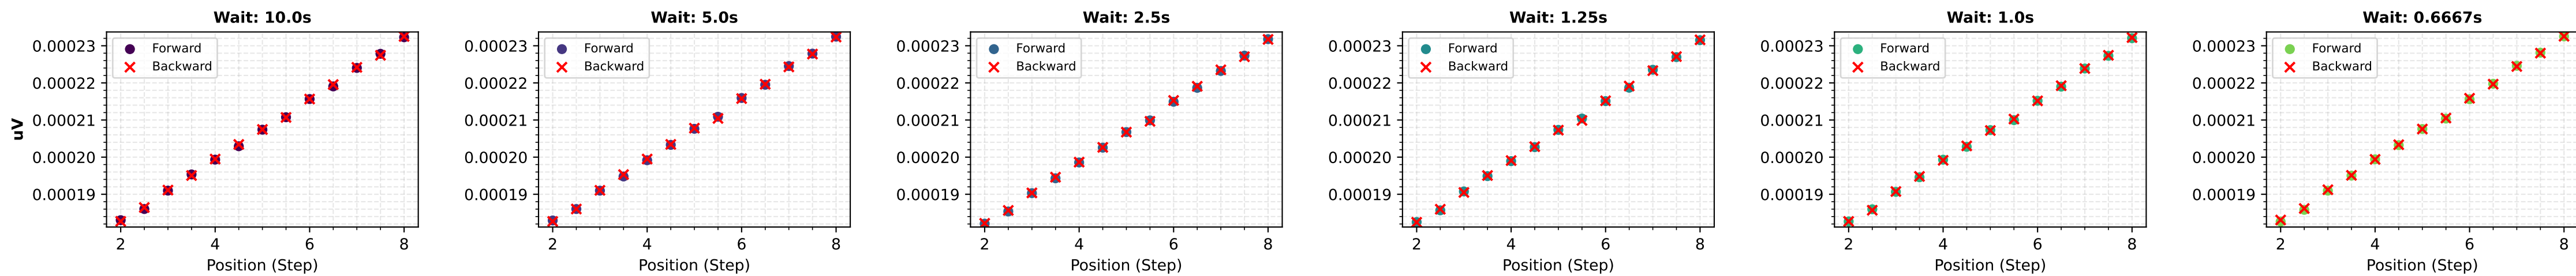 Wait: 10.0s
uV
0.00023
0.00022
0.00021
0.00020
0.00019
Forward
Backward
2
4
6
8
Position (Step)
Wait: 5.0s
0.00023
0.00022
0.00021
0.00020
0.00019
Forward
Backward
2
4
6
8
Position (Step)
Wait: 2.5s
0.00023
0.00022
0.00021
0.00020
0.00019
Forward
Backward
2
4
6
8
Position (Step)
Wait: 1.25s
0.00023
0.00022
0.00021
0.00020
0.00019
Forward
Backward
2
4
6
8
Position (Step)
Wait: 1.0s
0.00023
0.00022
0.00021
0.00020
0.00019
Forward
Backward
2
4
6
8
Position (Step)
Wait: 0.6667s
0.00023
0.00022
0.00021
0.00020
0.00019
Forward
Backward
2
4
6
8
Position (Step)